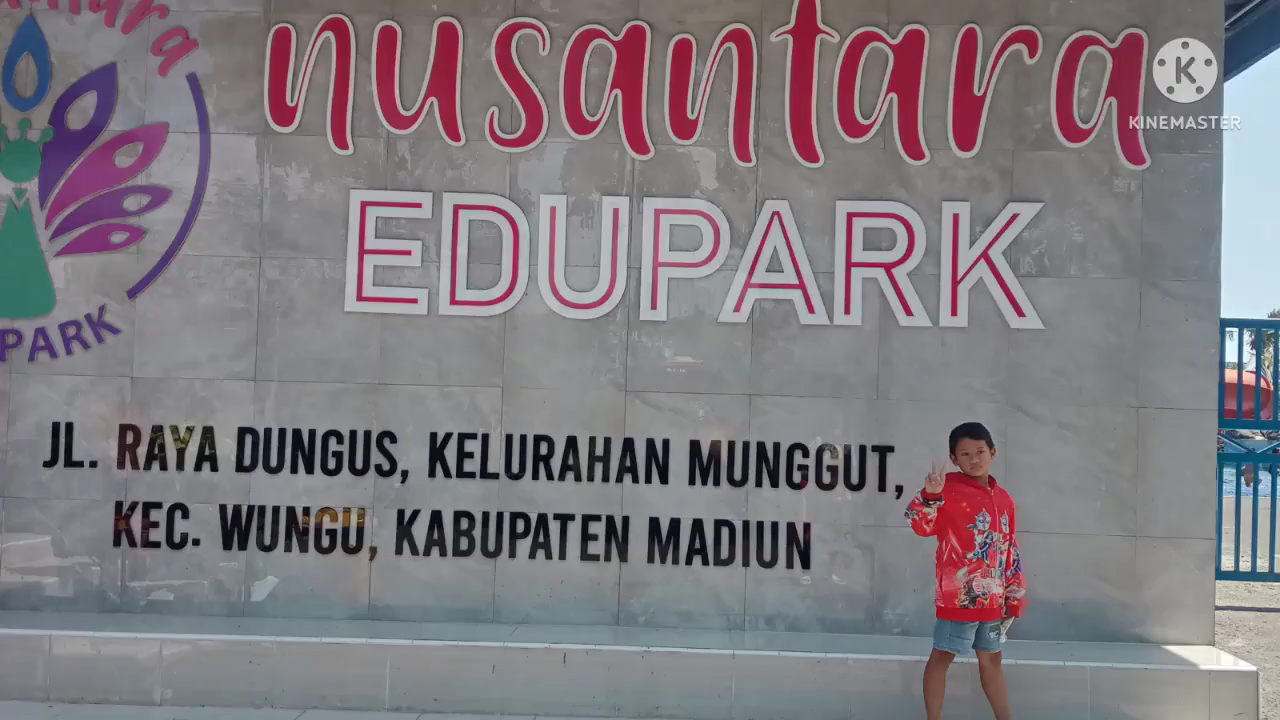 nusantara
EDUPARK
PARK
JL. RAYA DUNGUS, KELURAHAN MUNGGUT,
KEC. WUNGU, KABUPATEN MADIUN
K
KINEMASTER